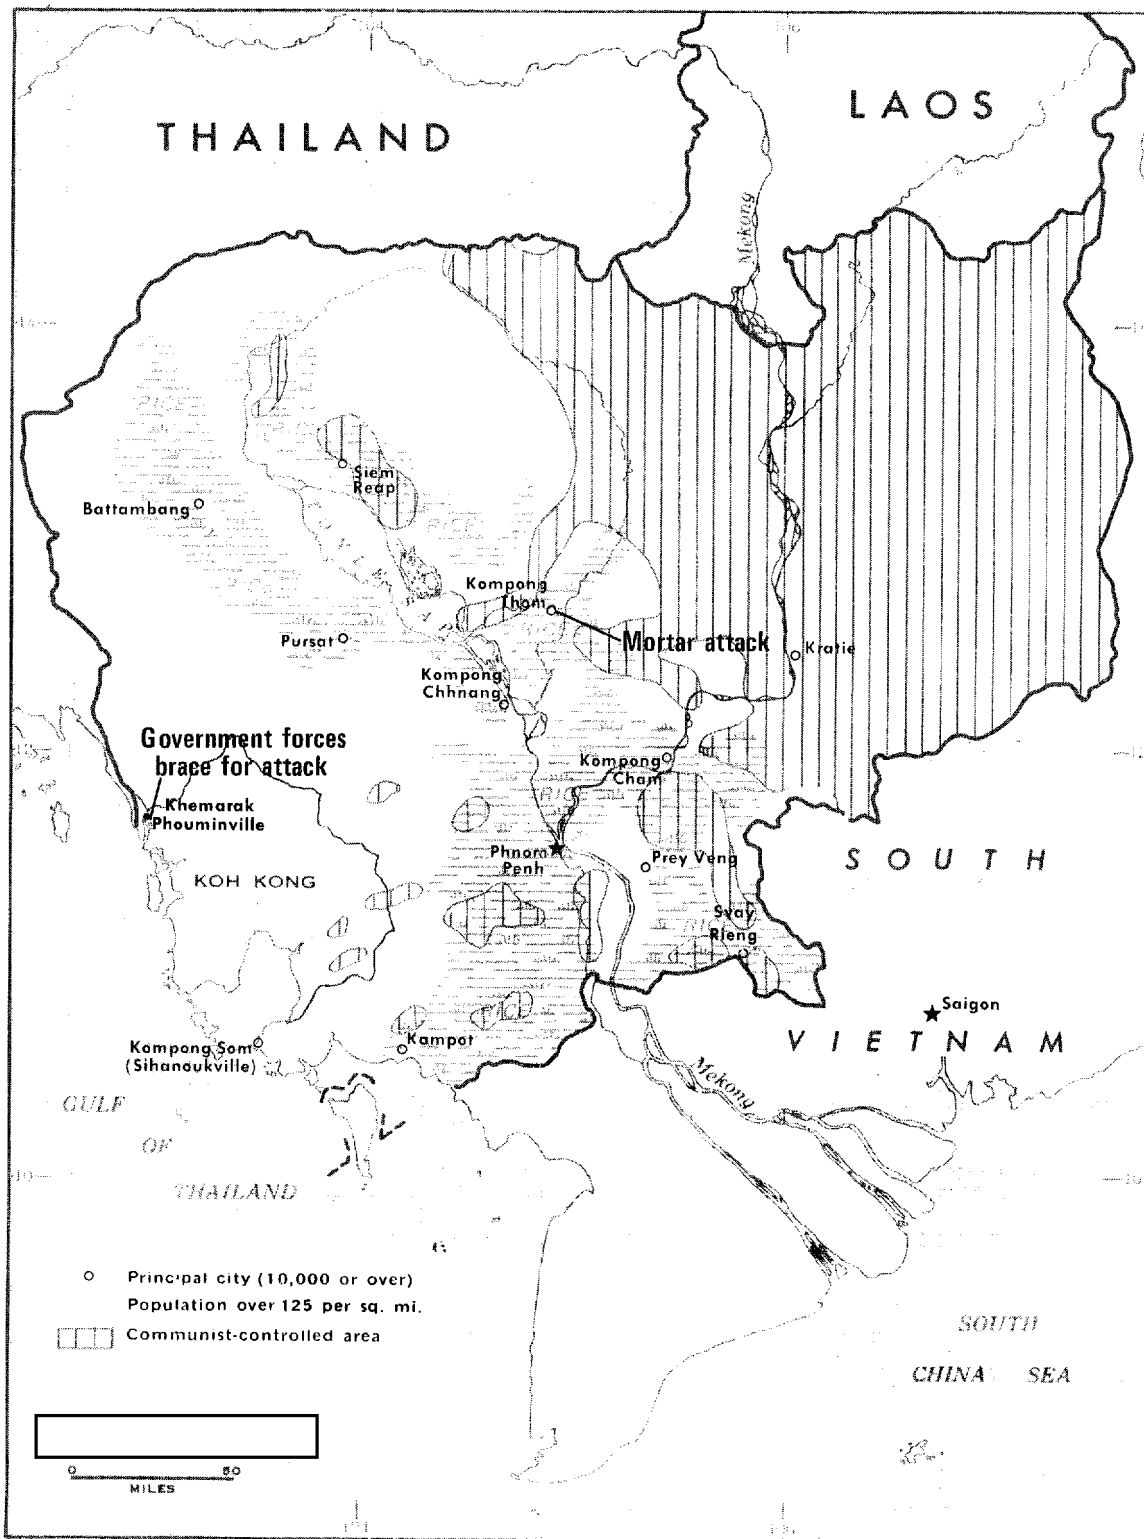 THAILAND
LAOS
Mekong
RICE
Siem
Reap
Battambang
RICE
Kompong
Thom
Mortar attack
Pursat
Kratie
Kompong
Chhnang
Government forces
brace for attack
Kompong
Cham
Khemarak
Phouminville
Phnom
Penh
Prey Veng
KOH KONG
SOUTH
Svay
Rieng
Saigon
VIETNAM
Kompong Som
(Sihanoukville)
Kampot
Mekong
GULF
OF
THAILAND
10
Principal city (10,000 or over)
Population over 125 per sq. mi.
Communist-controlled area
SOUTH
CHINA SEA
0 50
MILES